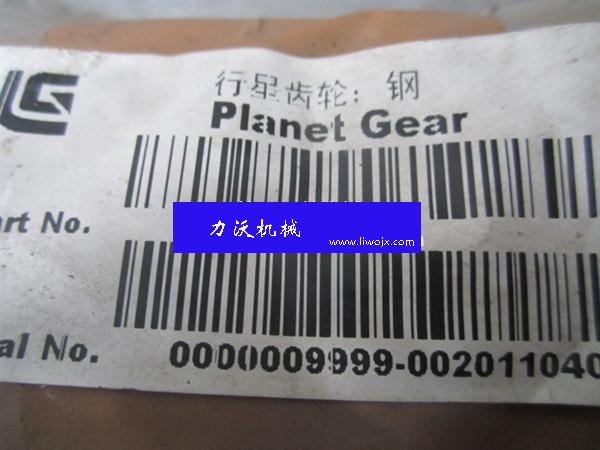 行星齿轮：钢
Planet Gear
art No.
力沃机械
www.liwojx.com
al No.
0000009999-002011040